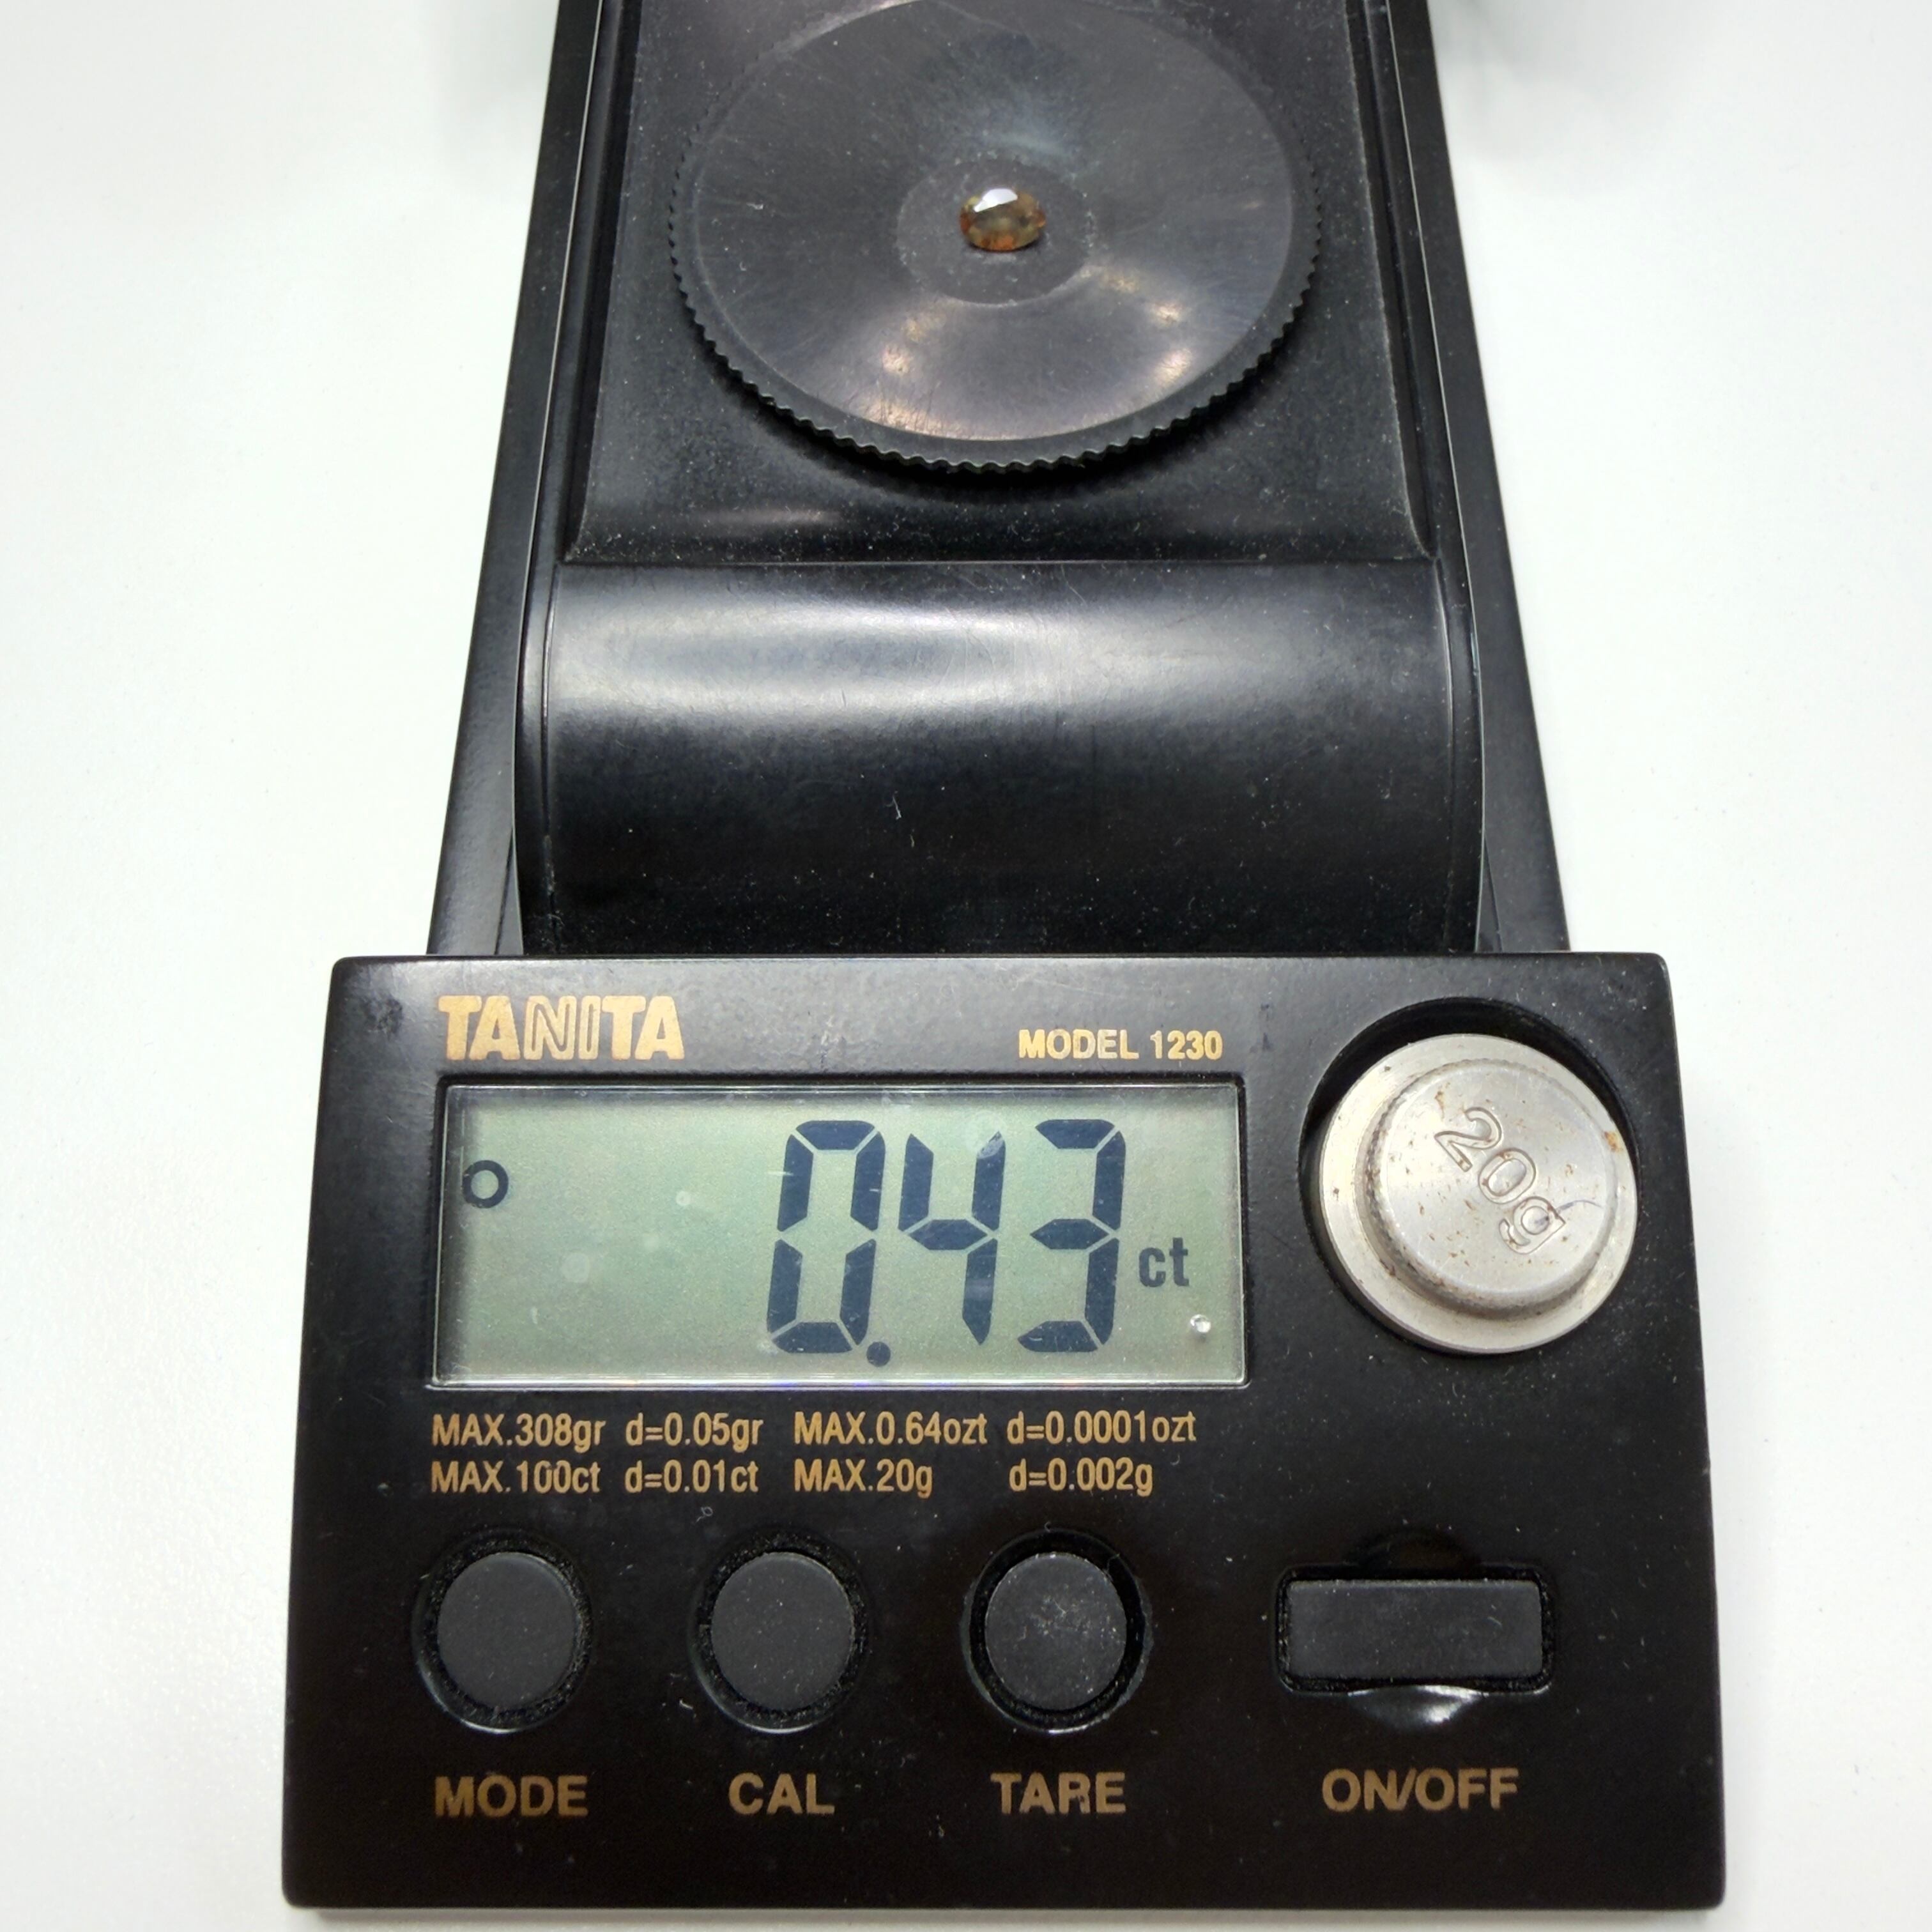 TANITA
MODEL 1230
20g
0.43 ct
MAX.308gr d=0.05gr MAX.0.64ozt d=0.0001ozt
MAX.100ct d=0.01ct MAX.20g d=0.002g
MODE CAL TARE ON/OFF